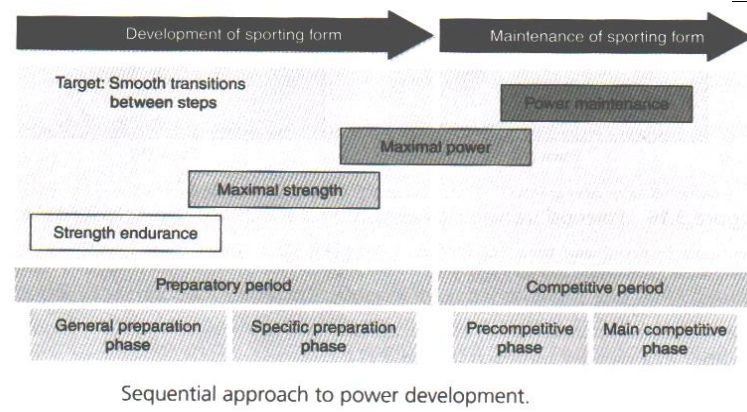 Development of sporting form
Maintenance of sporting form
Target: Smooth transitions
between steps
Power maintenance
Maximal power
Maximal strength
Strength endurance
Preparatory period
Competitive period
General preparation
phase
Specific preparation
phase
Precompetitive
phase
Main competitive
phase
Sequential approach to power development.